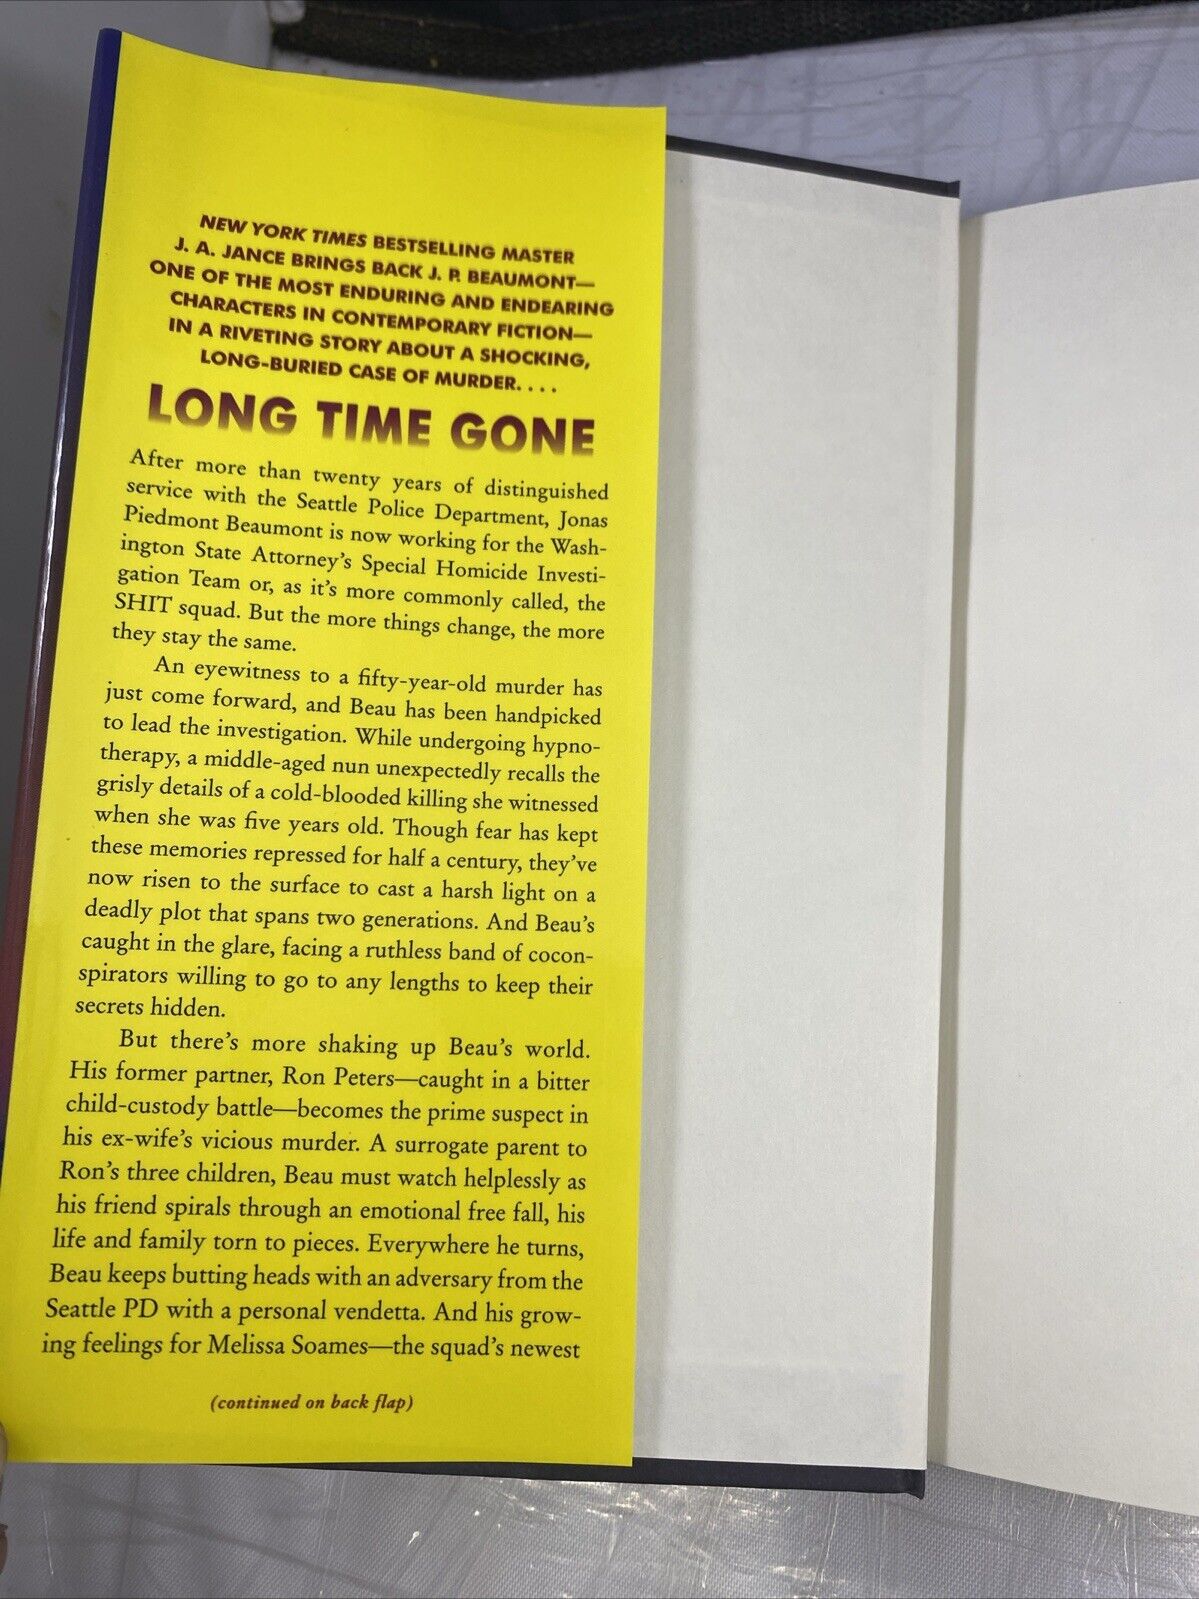 NEW YORK TIMES BESTSELLING MASTER
J. A. JANCE BRINGS BACK J. P. BEAUMONT—
ONE OF THE MOST ENDURING AND ENDEARING
CHARACTERS IN CONTEMPORARY FICTION—
IN A RIVETING STORY ABOUT A SHOCKING,
LONG-BURIED CASE OF MURDER. . . .
LONG TIME GONE
After more than twenty years of distinguished
service with the Seattle Police Department, Jonas
Piedmont Beaumont is now working for the Wash-
ington State Attorney's Special Homicide Investi-
gation Team or, as it's more commonly called, the
SHIT squad. But the more things change, the more
they stay the same.
An eyewitness to a fifty-year-old murder has
just come forward, and Beau has been handpicked
to lead the investigation. While undergoing hypno-
therapy, a middle-aged nun unexpectedly recalls the
grisly details of a cold-blooded killing she witnessed
when she was five years old. Though fear has kept
these memories repressed for half a century, they've
now risen to the surface to cast a harsh light on a
deadly plot that spans two generations. And Beau's
caught in the glare, facing a ruthless band of cocon-
spirators willing to go to any lengths to keep their
secrets hidden.
But there's more shaking up Beau's world.
His former partner, Ron Peters—caught in a bitter
child-custody battle—becomes the prime suspect in
his ex-wife's vicious murder. A surrogate parent to
Ron's three children, Beau must watch helplessly as
his friend spirals through an emotional free fall, his
life and family torn to pieces. Everywhere he turns,
Beau keeps butting heads with an adversary from the
Seattle PD with a personal vendetta. And his grow-
ing feelings for Melissa Soames—the squad's newest
(continued on back flap)